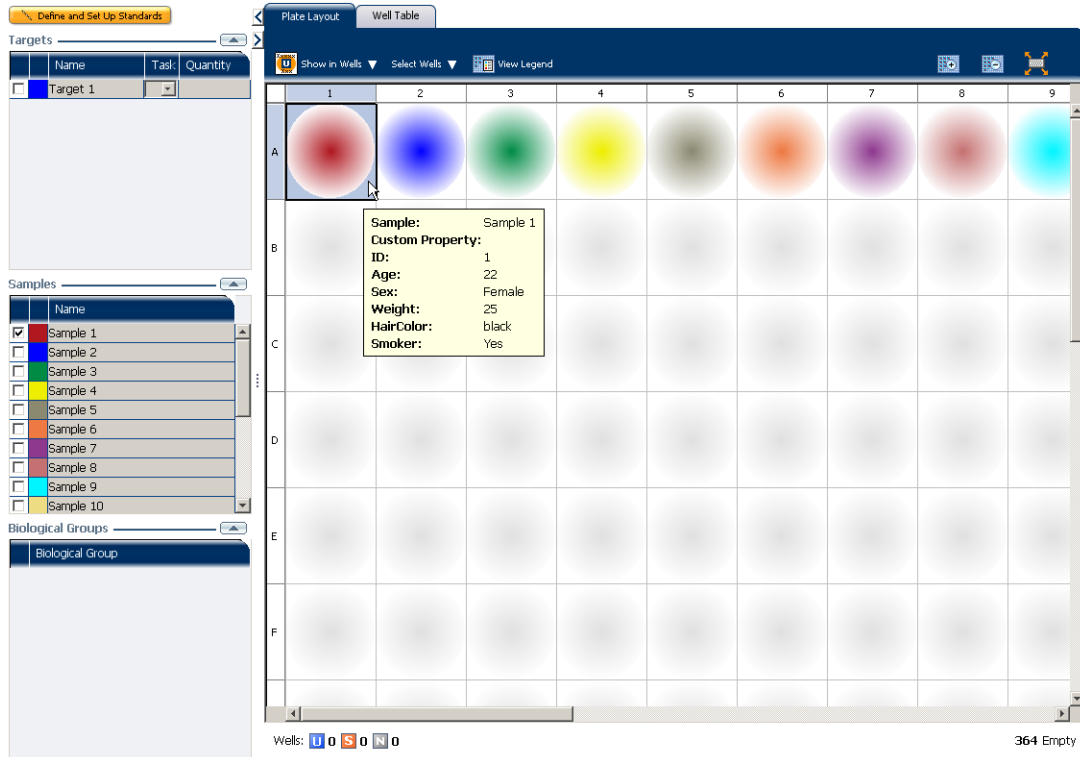 Define and Set Up Standards
Targets
Name Task Quantity
Target 1
Samples
Name
Sample 1
Sample 2
Sample 3
Sample 4
Sample 5
Sample 6
Sample 7
Sample 8
Sample 9
Sample 10
Biological Groups
Biological Group
Plate Layout Well Table
U Show in Wells ▼ Select Wells ▼ View Legend
1 2 3 4 5 6 7 8 9
A
B
C
D
E
F
Sample: Sample 1
Custom Property:
ID: 1
Age: 22
Sex: Female
Weight: 25
HairColor: black
Smoker: Yes
Wells: U 0 S 0 N 0 364 Empty